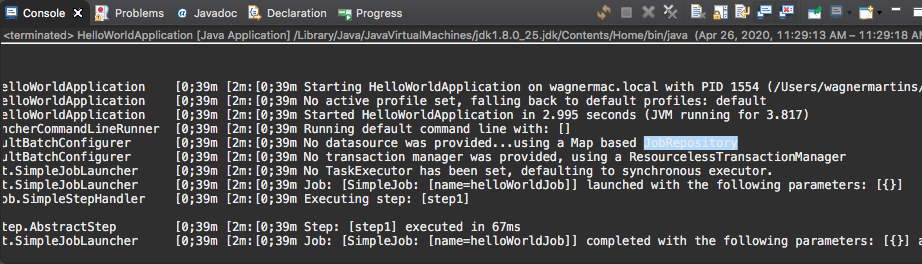 Console Problems Javadoc Declaration Progress
<terminated> HelloWorldApplication [Java Application] /Library/Java/JavaVirtualMachines/jdk1.8.0_25.jdk/Contents/Home/bin/java (Apr 26, 2020, 11:29:13 AM – 11:29:18 AM
elloWorldApplication [0;39m [2m:[0;39m Starting HelloWorldApplication on wagnermac.local with PID 1554 (/Users/wagnermartins/
elloWorldApplication [0;39m [2m:[0;39m No active profile set, falling back to default profiles: default
elloWorldApplication [0;39m [2m:[0;39m Started HelloWorldApplication in 2.995 seconds (JVM running for 3.817)
ncherCommandLineRunner [0;39m [2m:[0;39m Running default command line with: []
ultBatchConfigurer [0;39m [2m:[0;39m No datasource was provided...using a Map based JobRepository
ultBatchConfigurer [0;39m [2m:[0;39m No transaction manager was provided, using a ResourcelessTransactionManager
t.SimpleJobLauncher [0;39m [2m:[0;39m No TaskExecutor has been set, defaulting to synchronous executor.
t.SimpleJobLauncher [0;39m [2m:[0;39m Job: [SimpleJob: [name=helloWorldJob]] launched with the following parameters: [{}]
ob.SimpleStepHandler [0;39m [2m:[0;39m Executing step: [step1]
tep.AbstractStep [0;39m [2m:[0;39m Step: [step1] executed in 67ms
t.SimpleJobLauncher [0;39m [2m:[0;39m Job: [SimpleJob: [name=helloWorldJob]] completed with the following parameters: [{}] a